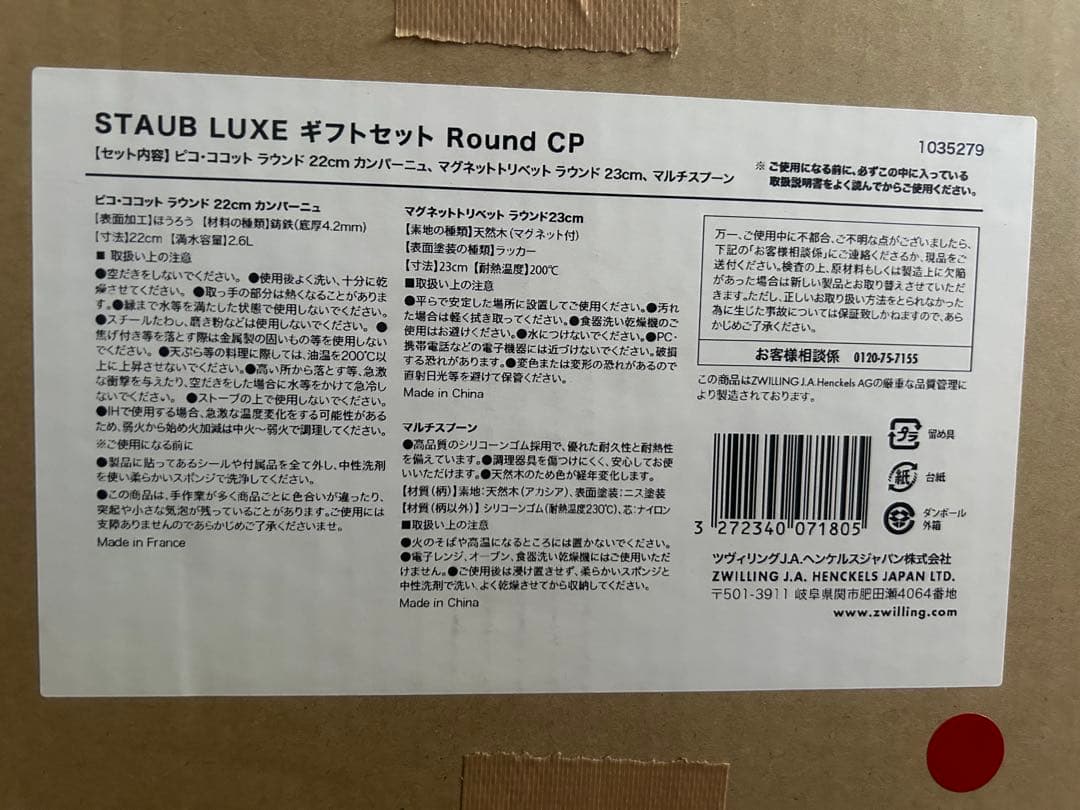 STAUB LUXE ギフトセット Round CP
1035279
【セット内容】ピコ・ココット ラウンド 22cm カンパーニュ、マグネットトリベット ラウンド 23cm、マルチスプーン
※ご使用になる前に、必ずこの中に入っている
取扱説明書をよく読んでからご使用ください。
ピコ・ココット ラウンド 22cm カンパーニュ
【表面加工】ほうろう 【材料の種類】鋳鉄(底厚4.2mm)
【寸法】22cm 【満水容量】2.6L
■ 取扱い上の注意
●空だきをしないでください。 ●使用後よく洗い、十分に乾
燥させてください。 ●取っ手の部分は熱くなることがありま
す。●縁まで水等を満たした状態で使用しないでください。
●スチールたわし、磨き粉などは使用しないでください。 ●
焦げ付き等を落とす際は金属製の固いもの等を使用しない
でください。 ●天ぷら等の料理に際しては、油温を200℃以
上に上昇させないでください。●高い所から落とす等、急激
な衝撃を与えたり、空だきをした場合に水等をかけて急冷し
ないでください。 ●ストーブの上で使用しないでください。
●IHで使用する場合、急激な温度変化をする可能性がある
ため、弱火から始め火加減は中火〜弱火で調理してください。
※ご使用になる前に
●製品に貼ってあるシールや付属品を全て外し、中性洗剤
を使い柔らかいスポンジで洗浄してください。
●この商品は、手作業が多く商品ごとに色合いが違ったり、
突起や小さな気泡が残っていることがあります。ご使用には
支障ありませんのであらかじめご了承くださいませ。
Made in France
マグネットトリベット ラウンド23cm
【素地の種類】天然木(マグネット付)
【表面塗装の種類】ラッカー
【寸法】23cm 【耐熱温度】200℃
■取扱い上の注意
●平らで安定した場所に設置してご使用ください。●汚れ
た場合は軽く拭き取ってください。●食器洗い乾燥機のご
使用はお避けください。●水につけないでください。●PC・
携帯電話などの電子機器には近づけないでください。破損
する恐れがあります。●変色または変形の恐れがあるので
直射日光等を避けて保管ください。
Made in China
マルチスプーン
●高品質のシリコーンゴム採用で、優れた耐久性と耐熱性
を備えています。●調理器具を傷つけにくく、安心してお使
いいただけます。●天然木のため色が経年変化します。
【材質(柄)】素地:天然木(アカシア)、表面塗装:ニス塗装
【材質(柄以外)】シリコーンゴム(耐熱温度230℃)、芯:ナイロン
■取扱い上の注意
●火のそばや高温になるところには置かないでください。
●電子レンジ、オーブン、食器洗い乾燥機にはご使用いただ
けません。●ご使用後は浸け置きせず、柔らかいスポンジと
中性洗剤で洗い、よく乾燥させてから収納してください。
Made in China
万一、ご使用中に不都合、ご不明な点がございましたら、
下記の「お客様相談係」にご連絡くださるか、現品をご
送付ください。検査の上、原材料もしくは製造上に欠陥
があった場合は新しい製品とお取り替えさせていただ
きます。ただし、正しいお取り扱い方法をとられなかった
為に生じた事故については保証致しかねますので、あら
かじめご了承ください。
お客様相談係 0120-75-7155
この商品はZWILLING J.A.Henckels AGの厳重な品質管理に
より製造されております。
プラ
留め具
紙
台紙
ダンボール
外箱
3 272340 071805
ツヴィリングJ.A.ヘンケルスジャパン株式会社
ZWILLING J.A. HENCKELS JAPAN LTD.
〒501-3911 岐阜県関市肥田瀬4064番地
www.zwilling.com